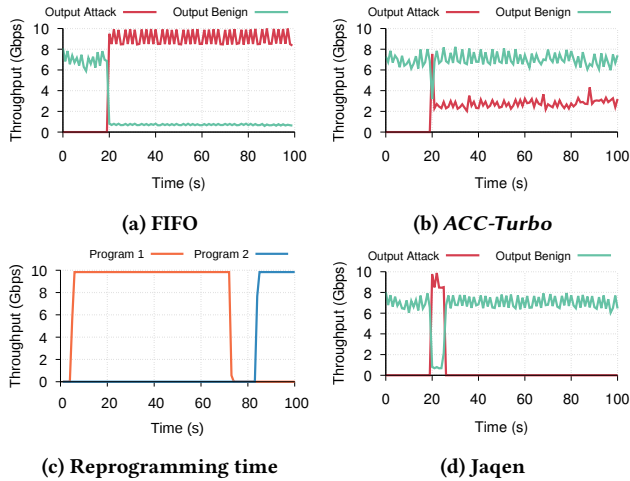 Output Attack Output Benign
Throughput (Gbps)
10
8
6
4
2
0
0 20 40 60 80 100
Time (s)
(a) FIFO
Output Attack Output Benign
Throughput (Gbps)
10
8
6
4
2
0
0 20 40 60 80 100
Time (s)
(b) ACC-Turbo
Program 1 Program 2
Throughput (Gbps)
10
8
6
4
2
0
0 20 40 60 80 100
Time (s)
(c) Reprogramming time
Output Attack Output Benign
Throughput (Gbps)
10
8
6
4
2
0
0 20 40 60 80 100
Time (s)
(d) Jaqen